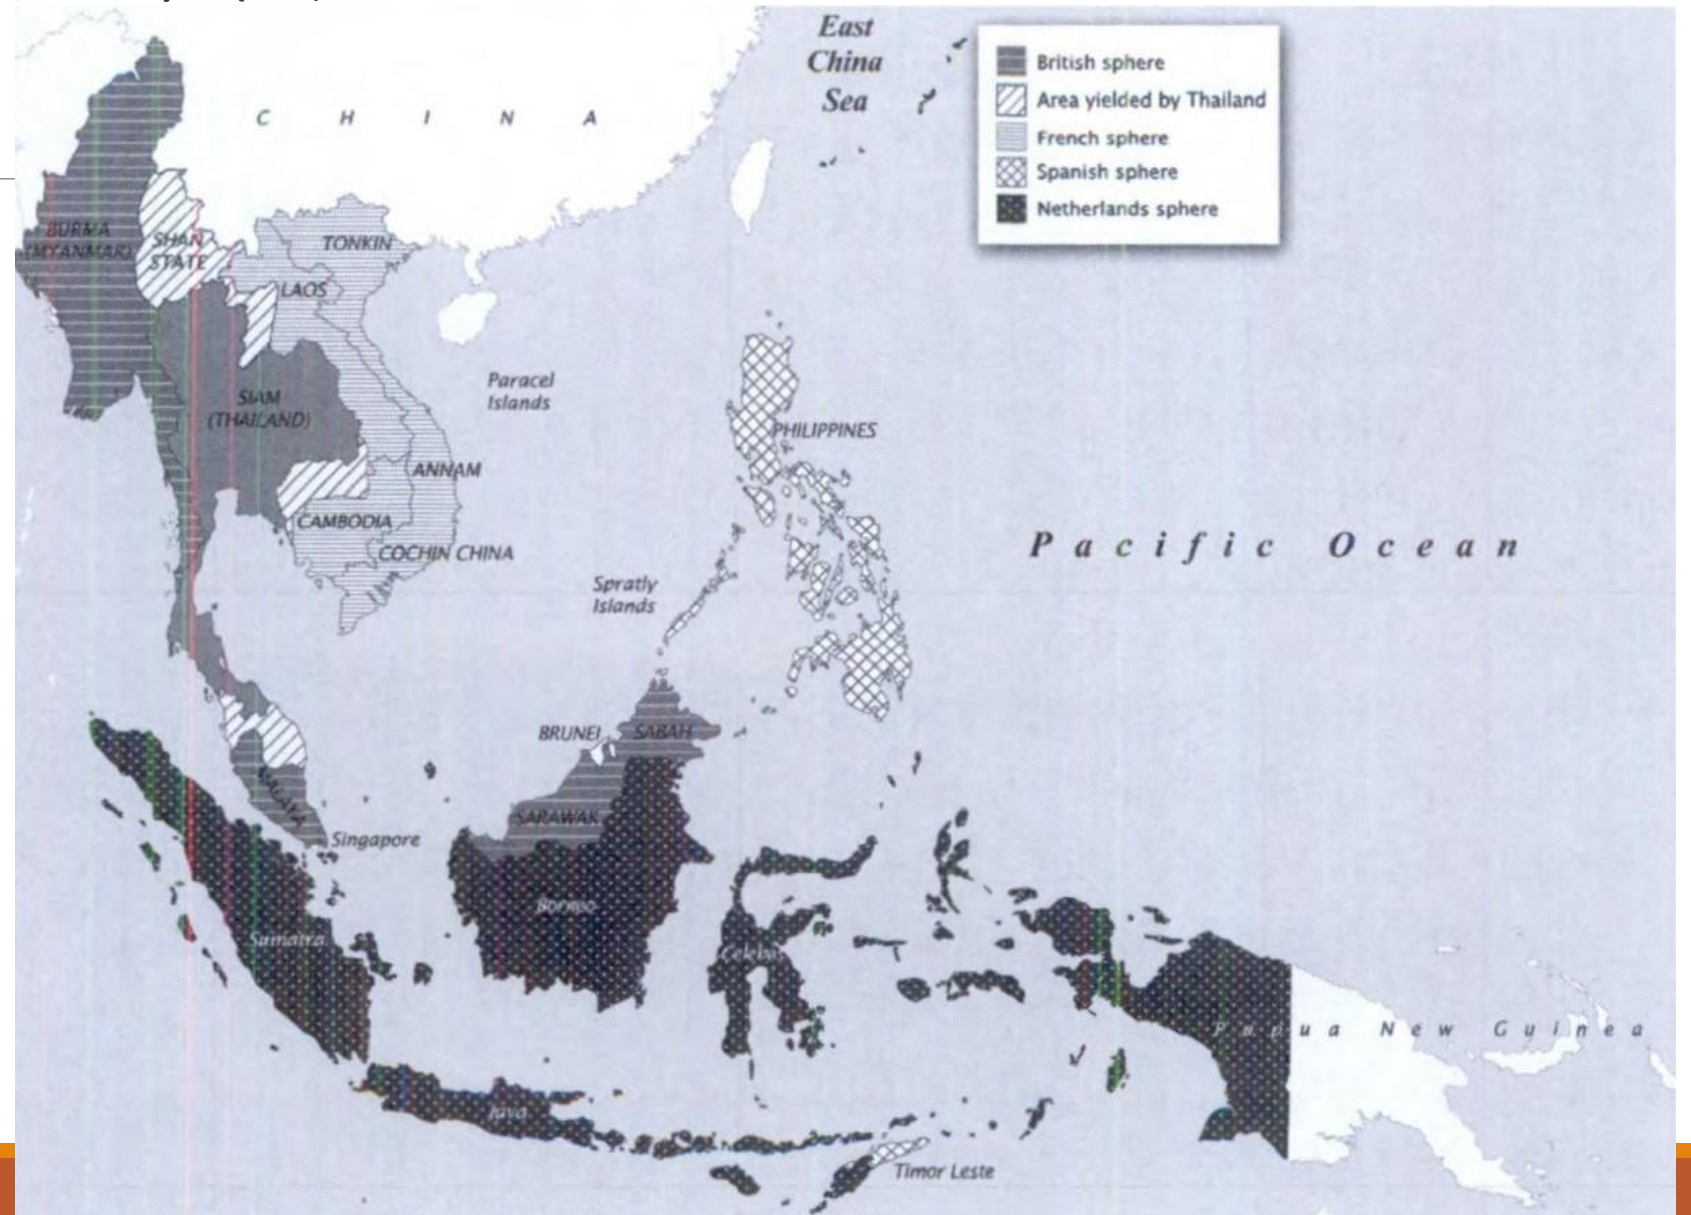 East
China
Sea
British sphere
Area yielded by Thailand
French sphere
Spanish sphere
Netherlands sphere
CHINA
BURMA
(MYANMAR)
SHAN
STATE
TONKIN
LAOS
Paracel
Islands
SIAM
(THAILAND)
PHILIPPINES
ANNAM
CAMBODIA
COCHIN CHINA
Pacific Ocean
Spratly
Islands
BRUNEI
SABAH
MALAYA
SARAWAK
Singapore
Borneo
Sumatra
Celebe
Papua New Guinea
Java
Timor Leste